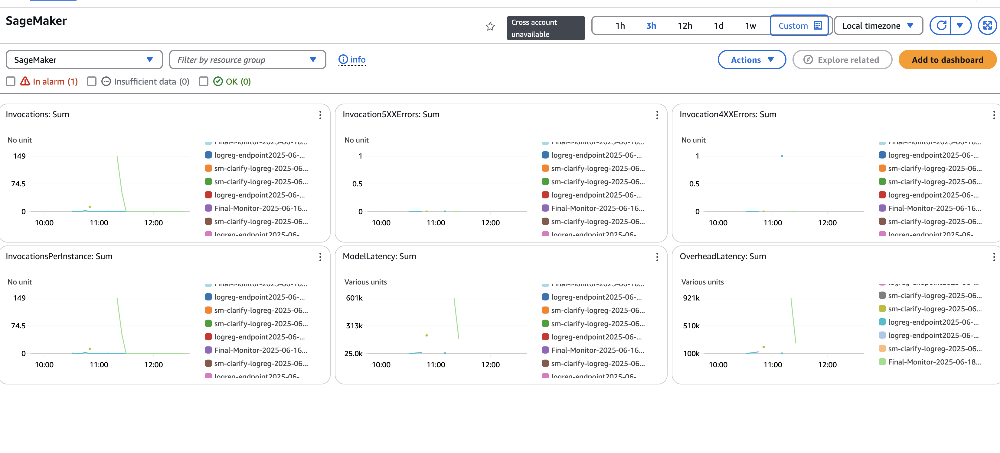 SageMaker
Cross account
unavailable
1h 3h 12h 1d 1w Custom
Local timezone
SageMaker
Filter by resource group
info
Actions
Explore related
Add to dashboard
In alarm (1)
Insufficient data (0)
OK (0)
Invocations: Sum
No unit
149
74.5
0
10:00 11:00 12:00
logreg-endpoint2025-06-...
sm-clarify-logreg-2025-06...
sm-clarify-logreg-2025-06...
logreg-endpoint2025-06-...
Final-Monitor-2025-06-16...
sm-clarify-logreg-2025-06...
logreg-endpoint2025-06-
Invocation5XXErrors: Sum
No unit
1
0.5
0
10:00 11:00 12:00
logreg-endpoint2025-06-...
sm-clarify-logreg-2025-06...
sm-clarify-logreg-2025-06...
logreg-endpoint2025-06-...
Final-Monitor-2025-06-16...
sm-clarify-logreg-2025-06...
logreg-endpoint2025-06-
Invocation4XXErrors: Sum
No unit
1
0.5
0
10:00 11:00 12:00
logreg-endpoint2025-06-...
sm-clarify-logreg-2025-06...
sm-clarify-logreg-2025-06...
logreg-endpoint2025-06-...
Final-Monitor-2025-06-16...
sm-clarify-logreg-2025-06...
logreg-endpoint2025-06-
InvocationsPerInstance: Sum
No unit
149
74.5
0
10:00 11:00 12:00
logreg-endpoint2025-06-...
sm-clarify-logreg-2025-06...
sm-clarify-logreg-2025-06...
logreg-endpoint2025-06-...
Final-Monitor-2025-06-16...
sm-clarify-logreg-2025-06...
logreg-endpoint2025-06-
ModelLatency: Sum
Various units
601k
313k
25.0k
10:00 11:00 12:00
logreg-endpoint2025-06-...
sm-clarify-logreg-2025-06...
sm-clarify-logreg-2025-06...
logreg-endpoint2025-06-...
Final-Monitor-2025-06-16...
sm-clarify-logreg-2025-06...
logreg-endpoint2025-06-
OverheadLatency: Sum
Various units
921k
510k
100k
10:00 11:00 12:00
sm-clarify-logreg-2025-06...
sm-clarify-logreg-2025-06...
logreg-endpoint2025-06-...
logreg-endpoint2025-06-...
sm-clarify-logreg-2025-06...
Final-Monitor-2025-06-18...